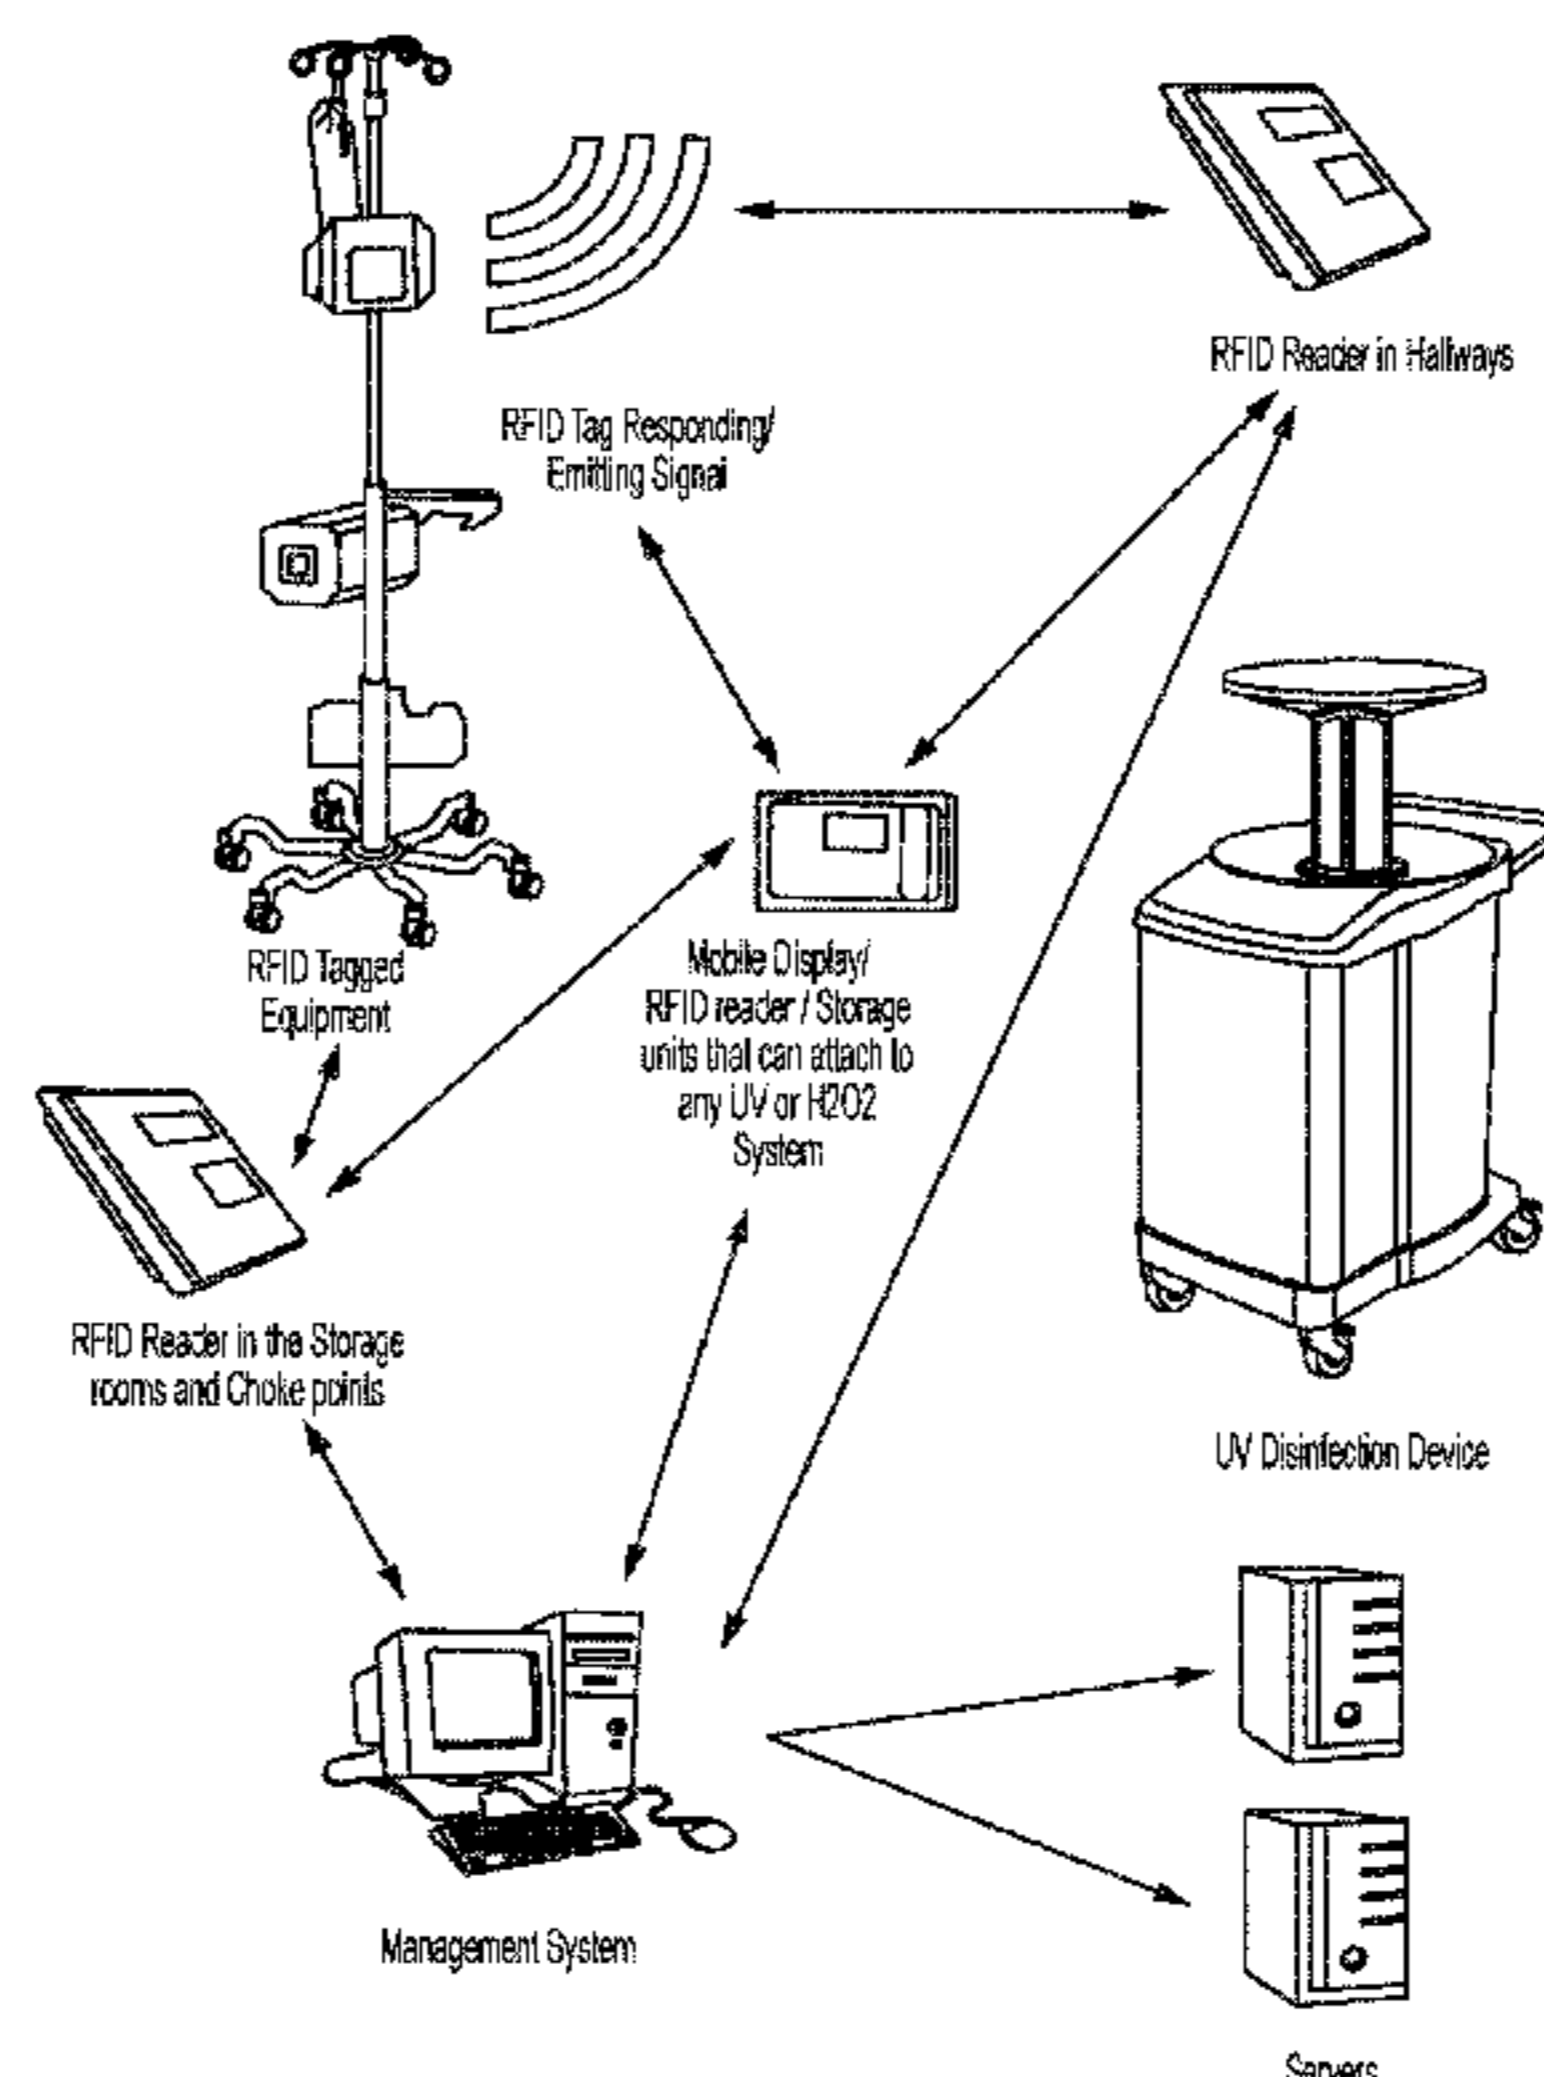 RFID Reader in Hallways
RFID Tag Responding/
Emitting Signal
RFID Tagged
Equipment
Mobile Display/
RFID reader / Storage
units that can attach to
any UV or H2O2
System
RFID Reader in the Storage
rooms and Choke points
UV Disinfection Device
Management System
Servers